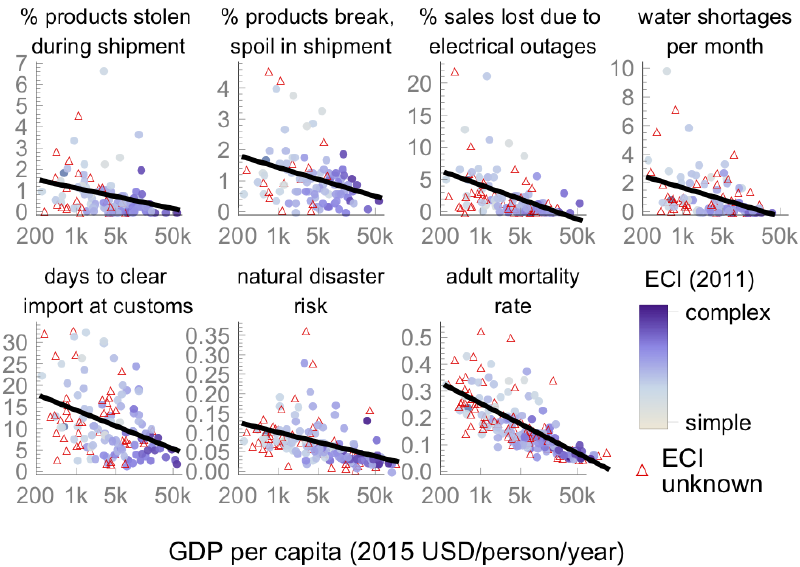 % products stolen
during shipment
% products break,
spoil in shipment
% sales lost due to
electrical outages
water shortages
per month
7
6
5
4
3
2
1
0
200 1k 5k 50k
4
3
2
1
0
200 1k 5k 50k
20
15
10
5
0
200 1k 5k 50k
10
8
6
4
2
0
200 1k 5k 50k
days to clear
import at customs
natural disaster
risk
adult mortality
rate
30
25
20
15
10
5
0
200 1k 5k 50k
0.35
0.30
0.25
0.20
0.15
0.10
0.05
0.00
200 1k 5k 50k
0.5
0.4
0.3
0.2
0.1
0.0
200 1k 5k 50k
ECI (2011)
complex
simple
ECI
unknown
GDP per capita (2015 USD/person/year)